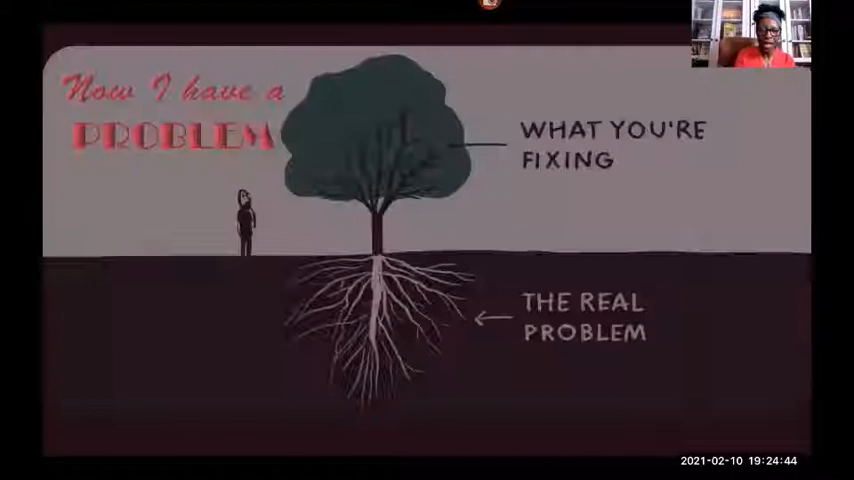 Now I have a
PROBLEM
WHAT YOU'RE
FIXING
THE REAL
PROBLEM
2021-02-10 19:24:44